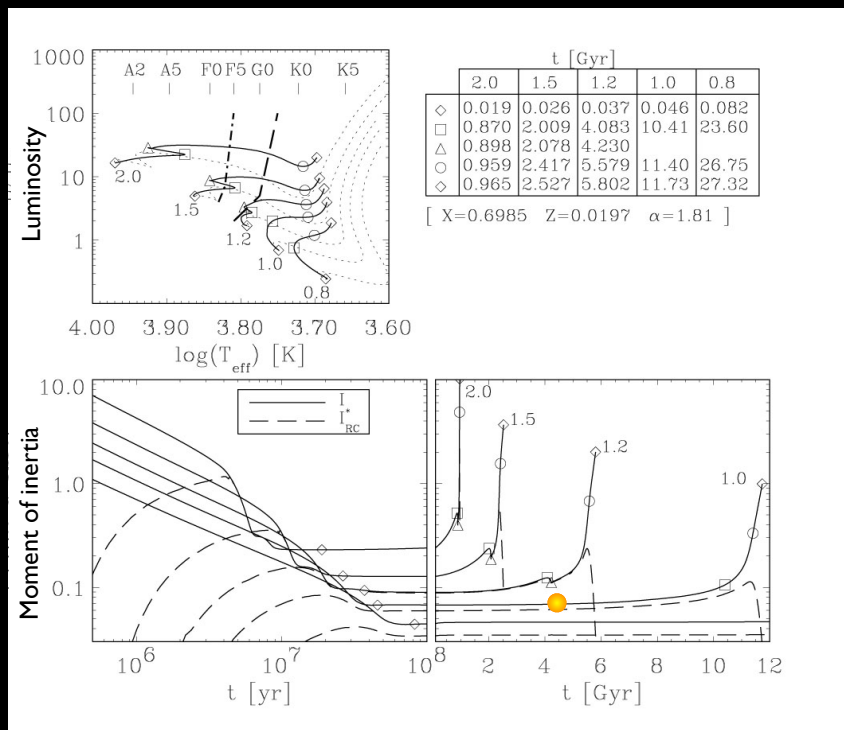 1000
100
10
1
A2 A5 F0 F5 G0 K0 K5
2.0
1.5
1.2
1.0
0.8
Luminosity
4.00 3.90 3.80 3.70 3.60
log(T_eff) [K]
t [Gyr]
2.0 1.5 1.2 1.0 0.8
◇ 0.019 0.026 0.037 0.046 0.082
□ 0.870 2.009 4.083 10.41 23.60
△ 0.898 2.078 4.230
○ 0.959 2.417 5.579 11.40 26.75
◇ 0.965 2.527 5.802 11.73 27.32
[ X=0.6985 Z=0.0197 α=1.81 ]
10.0
1.0
0.1
Moment of inertia
I
I*_RC
10^6 10^7 10^8
t [yr]
2.0
1.5
1.2
1.0
2 4 6 8 10 12
t [Gyr]